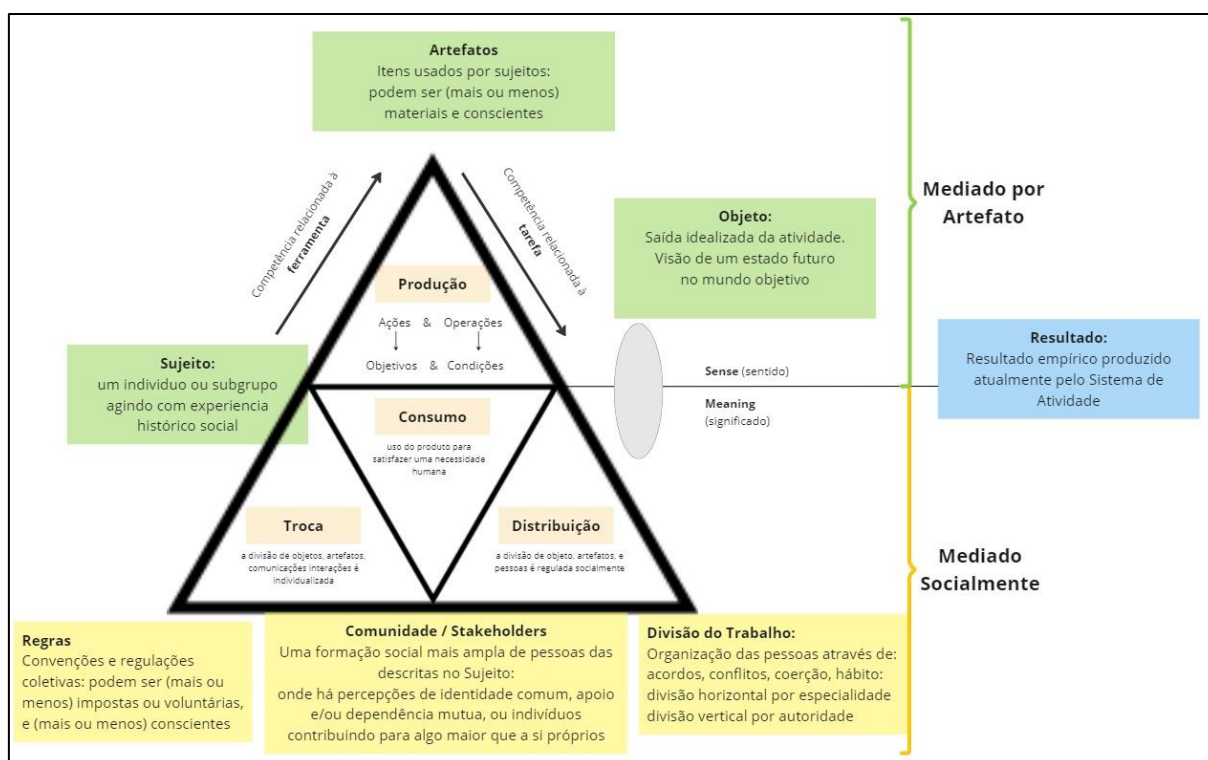 Artefatos
Itens usados por sujeitos:
podem ser (mais ou menos)
materiais e conscientes
Competência relacionada à
ferramenta
Competência relacionada à
tarefa
Mediado por
Artefato
Objeto:
Saída idealizada da atividade.
Visão de um estado futuro
no mundo objetivo
Produção
Ações & Operações
Objetivos & Condições
Sujeito:
um individuo ou subgrupo
agindo com experiencia
histórico social
Sense (sentido)
Meaning
(significado)
Resultado:
Resultado empírico produzido
atualmente pelo Sistema de
Atividade
Consumo
uso do produto para
satisfazer uma necessidade
humana
Troca
a divisão de objetos, artefatos,
comunicações interações é
individualizada
Distribuição
a divisão de objeto, artefatos, e
pessoas é regulada socialmente
Mediado
Socialmente
Regras
Convenções e regulações
coletivas: podem ser (mais ou
menos) impostas ou voluntárias,
e (mais ou menos) conscientes
Comunidade / Stakeholders
Uma formação social mais ampla de pessoas das
descritas no Sujeito:
onde há percepções de identidade comum, apoio
e/ou dependência mutua, ou indivíduos
contribuindo para algo maior que a si próprios
Divisão do Trabalho:
Organização das pessoas através de:
acordos, conflitos, coerção, hábito:
divisão horizontal por especialidade
divisão vertical por autoridade